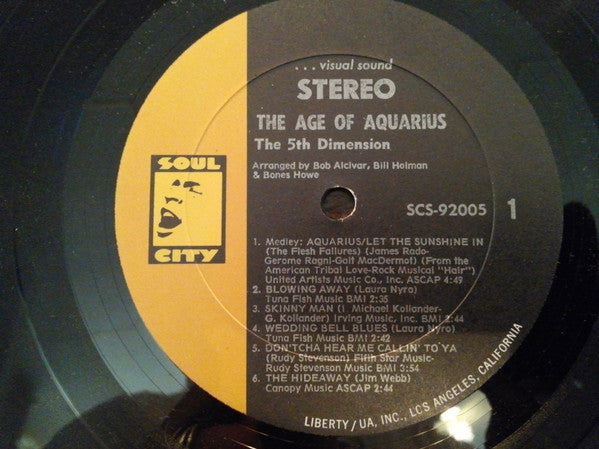 . . . visual sound
STEREO
THE AGE OF AQUARIUS
The 5th Dimension
Arranged by Bob Alcivar, Bill Holman
& Bones Howe
SOUL
CITY
SCS-92005 1
1. Medley: AQUARIUS/LET THE SUNSHINE IN
(The Flesh Failures) (James Rado-
Gerome Ragni-Galt MacDermot) (From the
American Tribal Love-Rock Musical "Hair")
United Artists Music Co., Inc. ASCAP 4:49
2. BLOWING AWAY (Laura Nyro)
Tuna Fish Music BMI 2:35
3. SKINNY MAN (I Michael Kollander-
G. Kollander) Irving Music, Inc. BMI 2:44
4. WEDDING BELL BLUES (Laura Nyro)
Tuna Fish Music BMI 2:42
5. DON'TCHA HEAR ME CALLIN' TO YA
(Rudy Stevenson) Fifth Star Music-
Rudy Stevenson Music BMI 3:54
6. THE HIDEAWAY (Jim Webb)
Canopy Music ASCAP 2:44
LIBERTY/UA, INC., LOS ANGELES, CALIFORNIA